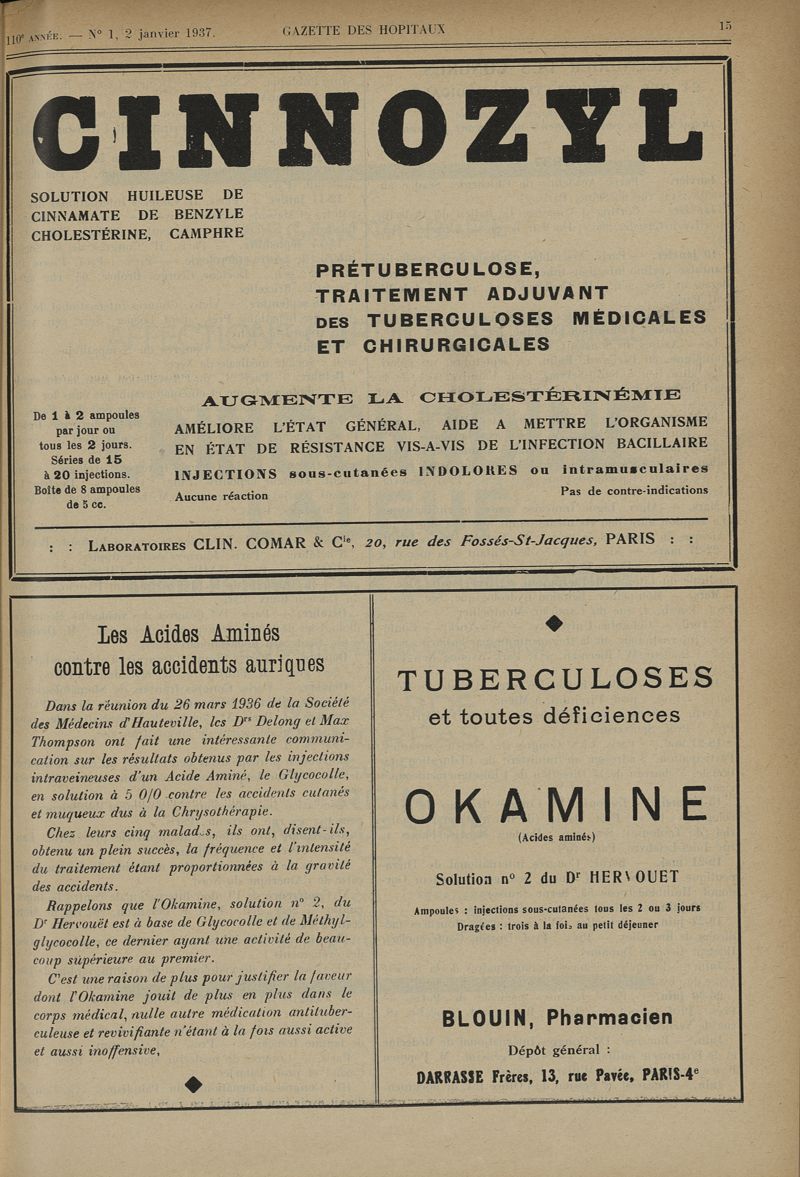 110e ANNÉE. — N° 1, 2 janvier 1937.
GAZETTE DES HOPITAUX
15
CINNOZYL
SOLUTION HUILEUSE DE
CINNAMATE DE BENZYLE
CHOLESTÉRINE, CAMPHRE
PRÉTUBERCULOSE,
TRAITEMENT ADJUVANT
DES TUBERCULOSES MÉDICALES
ET CHIRURGICALES
De 1 à 2 ampoules
par jour ou
tous les 2 jours.
Séries de 15
à 20 injections.
Boîte de 8 ampoules
de 5 cc.
AUGMENTE LA CHOLESTÉRINÉMIE
AMÉLIORE L'ÉTAT GÉNÉRAL, AIDE A METTRE L'ORGANISME
EN ÉTAT DE RÉSISTANCE VIS-A-VIS DE L'INFECTION BACILLAIRE
INJECTIONS sous-cutanées INDOLORES ou intramusculaires
Aucune réaction
Pas de contre-indications
: : LABORATOIRES CLIN. COMAR & Cie, 20, rue des Fossés-St-Jacques, PARIS : :
Les Acides Aminés
contre les accidents auriques
Dans la réunion du 26 mars 1936 de la Société
des Médecins d'Hauteville, les Drs Delong et Max
Thompson ont fait une intéressante communi-
cation sur les résultats obtenus par les injections
intraveineuses d'un Acide Aminé, le Glycocolle,
en solution à 5 0/0 contre les accidents cutanés
et muqueux dus à la Chrysothérapie.
Chez leurs cinq malades, ils ont, disent-ils,
obtenu un plein succès, la fréquence et l'intensité
du traitement étant proportionnées à la gravité
des accidents.
Rappelons que l'Okamine, solution n° 2, du
Dr Hervouët est à base de Glycocolle et de Méthyl-
glycocolle, ce dernier ayant une activité de beau-
coup supérieure au premier.
C'est une raison de plus pour justifier la faveur
dont l'Okamine jouit de plus en plus dans le
corps médical, nulle autre médication antituber-
culeuse et revivifiante n'étant à la fois aussi active
et aussi inoffensive,
TUBERCULOSES
et toutes déficiences
OKAMINE
(Acides aminés)
Solution n° 2 du Dr HERVOUET
Ampoules : injections sous-cutanées tous les 2 ou 3 jours
Dragées : trois à la fois au petit déjeuner
BLOUIN, Pharmacien
Dépôt général :
DARRASSE Frères, 13, rue Pavée, PARIS-4e